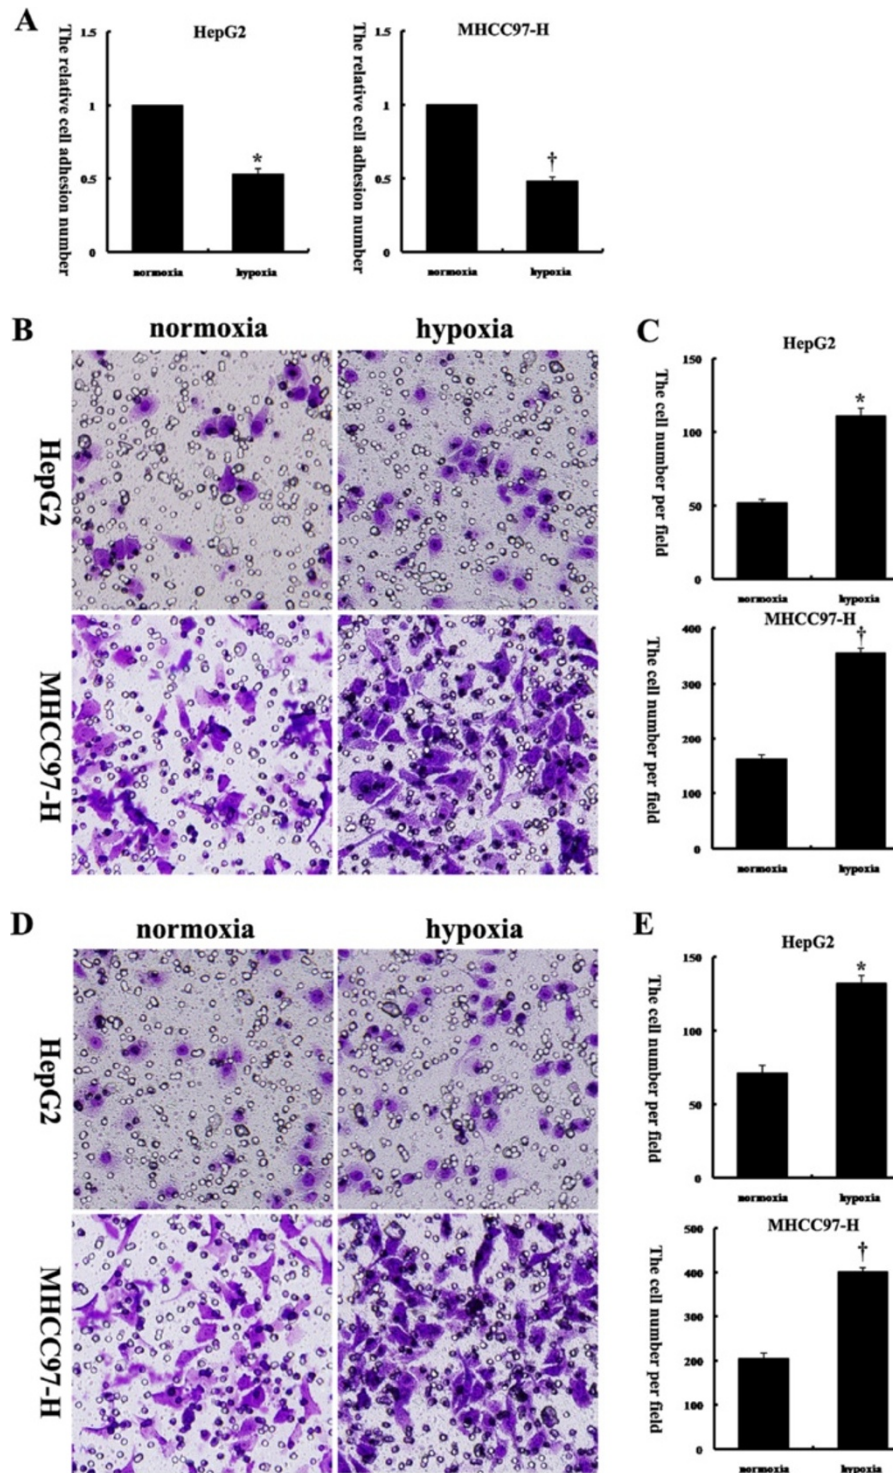 A
HepG2
The relative cell adhesion number
1.5
1
0.5
0
*
normoxia
hypoxia
MHCC97-H
The relative cell adhesion number
1.5
1
0.5
0
†
normoxia
hypoxia
B
normoxia
hypoxia
HepG2
MHCC97-H
C
HepG2
The cell number per field
150
100
50
0
*
normoxia
hypoxia
MHCC97-H
The cell number per field
400
300
200
100
0
†
normoxia
hypoxia
D
normoxia
hypoxia
HepG2
MHCC97-H
E
HepG2
The cell number per field
150
100
50
0
*
normoxia
hypoxia
MHCC97-H
The cell number per field
500
400
300
200
100
0
†
normoxia
hypoxia